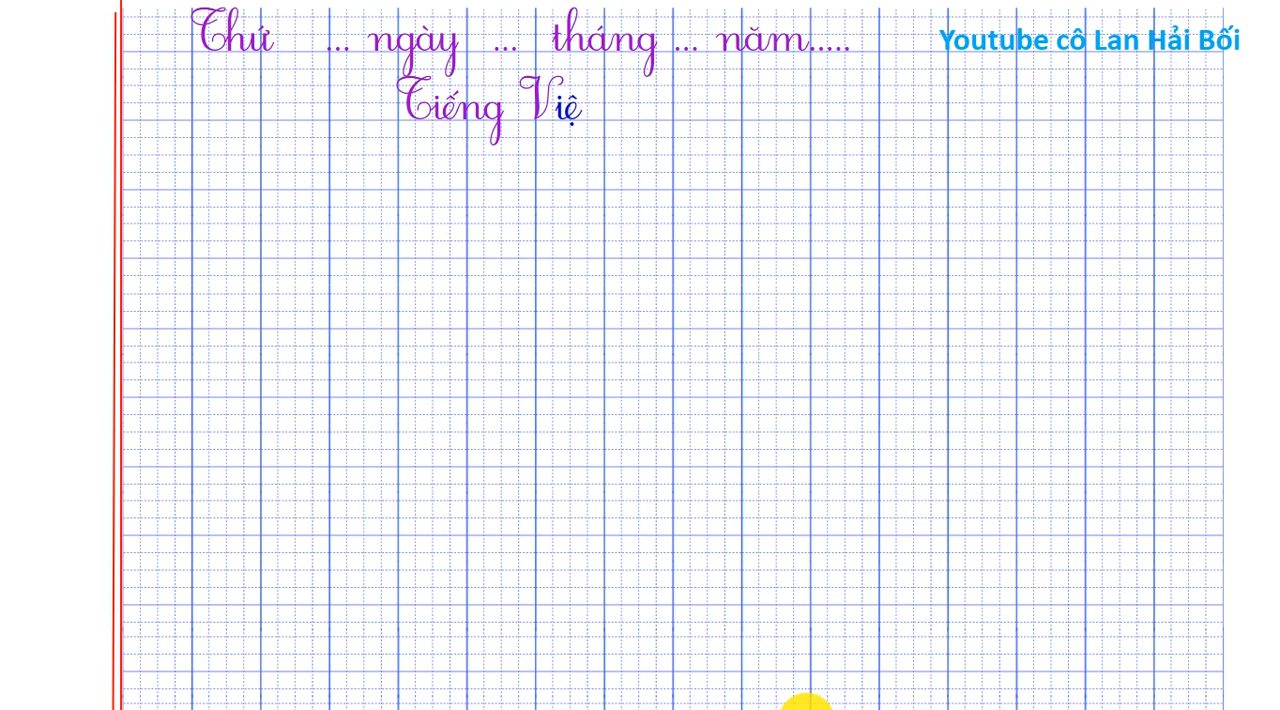 Thứ ... ngày ... tháng ... năm.....
Youtube cô Lan Hải Bối
Tiếng Việ